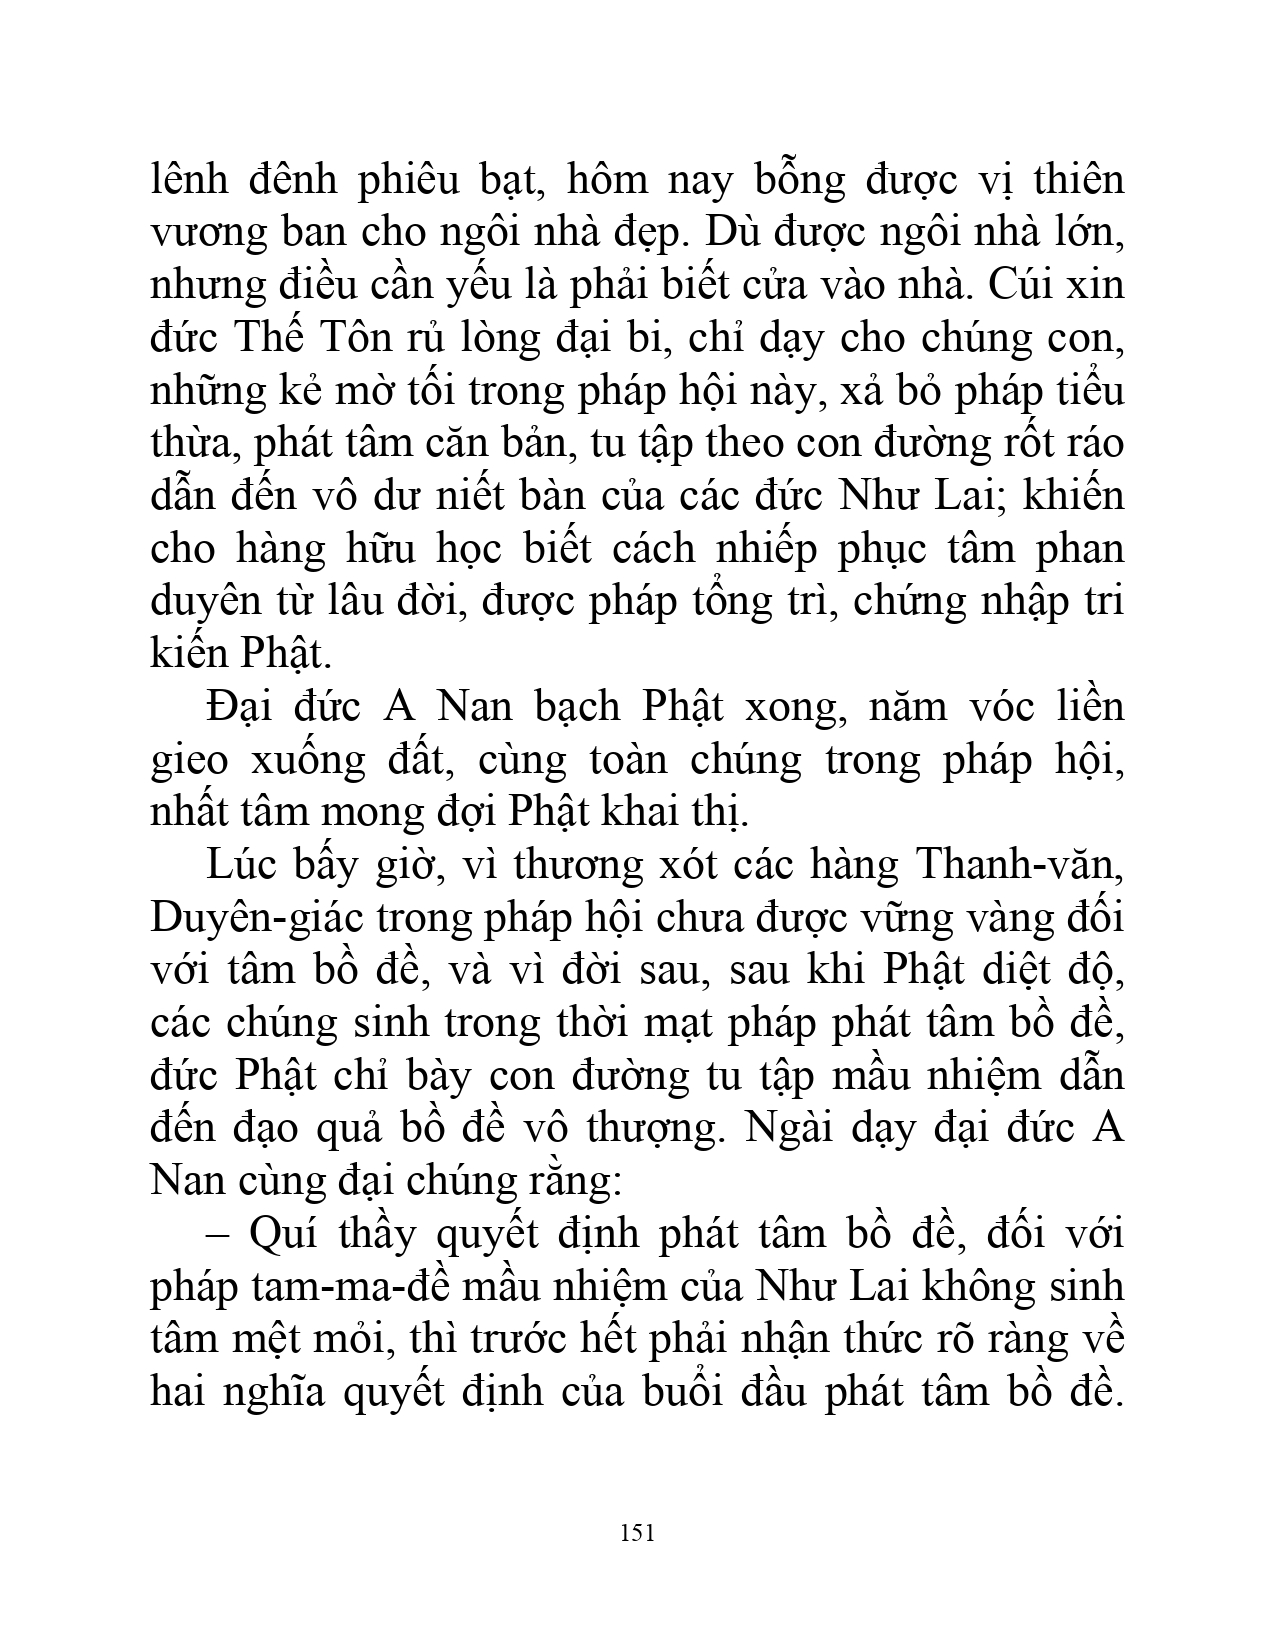 lênh đênh phiêu bạt, hôm nay bỗng được vị thiên
vương ban cho ngôi nhà đẹp. Dù được ngôi nhà lớn,
nhưng điều cần yếu là phải biết cửa vào nhà. Cúi xin
đức Thế Tôn rủ lòng đại bi, chỉ dạy cho chúng con,
những kẻ mờ tối trong pháp hội này, xả bỏ pháp tiểu
thừa, phát tâm căn bản, tu tập theo con đường rốt ráo
dẫn đến vô dư niết bàn của các đức Như Lai; khiến
cho hàng hữu học biết cách nhiếp phục tâm phan
duyên từ lâu đời, được pháp tổng trì, chứng nhập tri
kiến Phật.
Đại đức A Nan bạch Phật xong, năm vóc liền
gieo xuống đất, cùng toàn chúng trong pháp hội,
nhất tâm mong đợi Phật khai thị.
Lúc bấy giờ, vì thương xót các hàng Thanh-văn,
Duyên-giác trong pháp hội chưa được vững vàng đối
với tâm bồ đề, và vì đời sau, sau khi Phật diệt độ,
các chúng sinh trong thời mạt pháp phát tâm bồ đề,
đức Phật chỉ bày con đường tu tập mầu nhiệm dẫn
đến đạo quả bồ đề vô thượng. Ngài dạy đại đức A
Nan cùng đại chúng rằng:
– Quí thầy quyết định phát tâm bồ đề, đối với
pháp tam-ma-đề mầu nhiệm của Như Lai không sinh
tâm mệt mỏi, thì trước hết phải nhận thức rõ ràng về
hai nghĩa quyết định của buổi đầu phát tâm bồ đề.
151